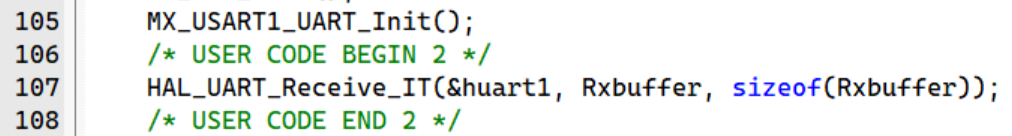 105 MX_USART1_UART_Init();
106 /* USER CODE BEGIN 2 */
107 HAL_UART_Receive_IT(&huart1, Rxbuffer, sizeof(Rxbuffer));
108 /* USER CODE END 2 */